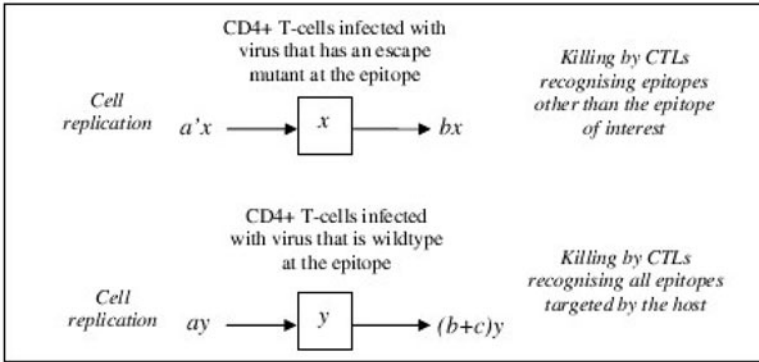 CD4+ T-cells infected with
virus that has an escape
mutant at the epitope
Killing by CTLs
recognising epitopes
other than the epitope
of interest
Cell
replication
a'x
x
bx
CD4+ T-cells infected
with virus that is wildtype
at the epitope
Killing by CTLs
recognising all epitopes
targeted by the host
Cell
replication
ay
y
(b+c)y